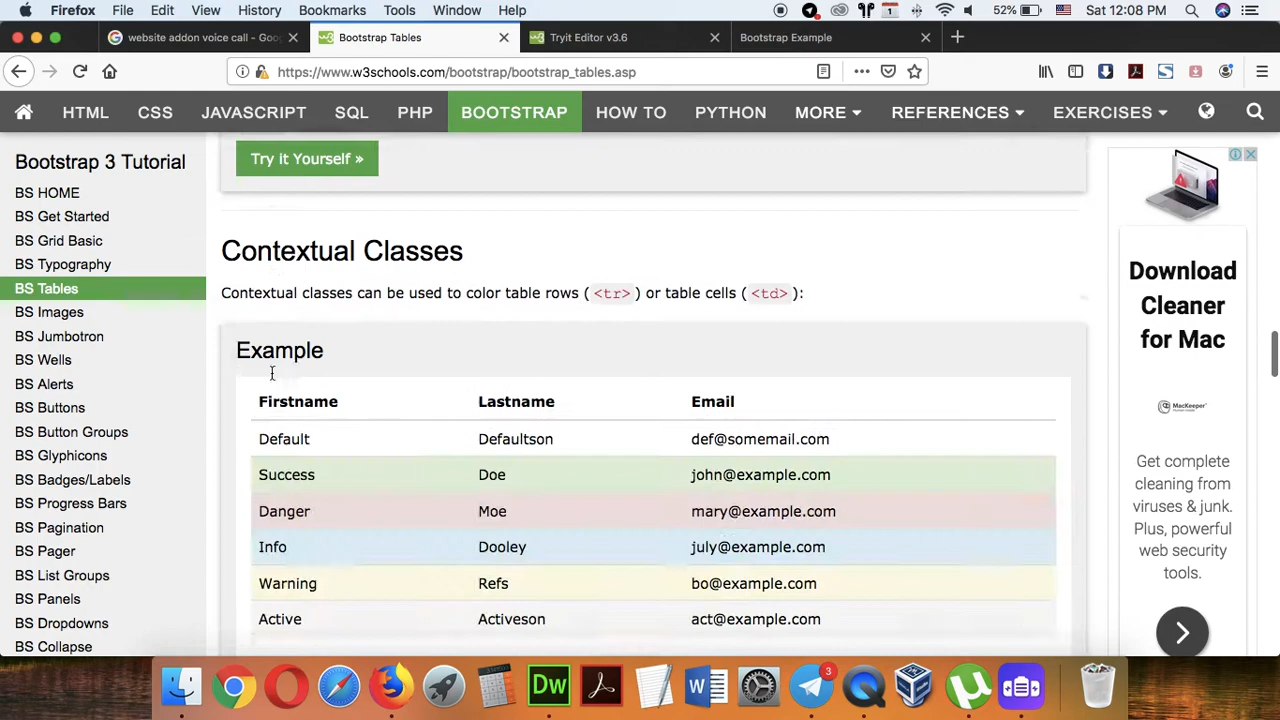 Firefox File Edit View History Bookmarks Tools Window Help 1 52% Sat 12:08 PM
website addon voice call - Goo
Bootstrap Tables
Tryit Editor v3.6
Bootstrap Example
https://www.w3schools.com/bootstrap/bootstrap_tables.asp
HTML CSS JAVASCRIPT SQL PHP BOOTSTRAP HOW TO PYTHON MORE REFERENCES EXERCISES
Bootstrap 3 Tutorial
BS HOME
BS Get Started
BS Grid Basic
BS Typography
BS Tables
BS Images
BS Jumbotron
BS Wells
BS Alerts
BS Buttons
BS Button Groups
BS Glyphicons
BS Badges/Labels
BS Progress Bars
BS Pagination
BS Pager
BS List Groups
BS Panels
BS Dropdowns
BS Collapse
Try it Yourself »
Contextual Classes
Contextual classes can be used to color table rows (<tr>) or table cells (<td>):
Example
Firstname Lastname Email
Default Defaultson def@somemail.com
Success Doe john@example.com
Danger Moe mary@example.com
Info Dooley july@example.com
Warning Refs bo@example.com
Active Activeson act@example.com
Download
Cleaner
for Mac
MacKeeper
Get complete
cleaning from
viruses & junk.
Plus, powerful
web security
tools.
Dw
W
3